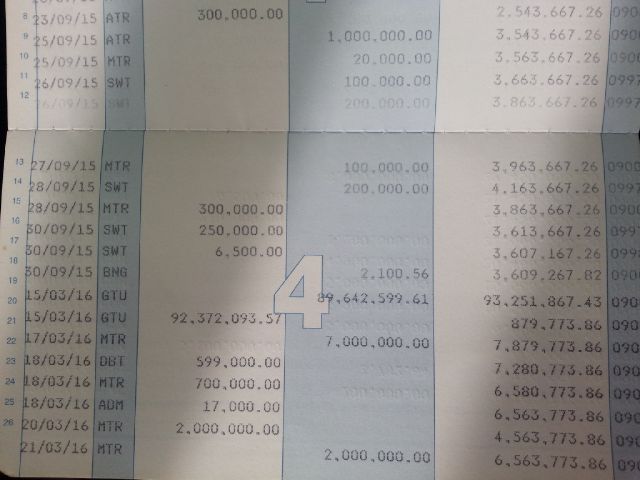 8 23/09/15 ATR 300,000.00 2,543,667.26 0900
9 25/09/15 ATR 1,000,000.00 3,543,667.26 090
10 25/09/15 MTR 20,000.00 3,563,667.26 0900
11 26/09/15 SWT 100,000.00 3,663,667.26 0997
12 26/09/15 SWT 200,000.00 3,863,667.26 0997
13 27/09/15 MTR 100,000.00 3,963,667.26 0900
14 28/09/15 SWT 200,000.00 4,163,667.26 0997
15 28/09/15 MTR 300,000.00 3,863,667.26 0900
16 30/09/15 SWT 250,000.00 3,613,667.26 0997
17 30/09/15 SWT 6,500.00 3,607,167.26 099
18 30/09/15 BNG 2,100.56 3,609,267.82 090
19 15/03/16 GTU 89,642,599.61 93,251,867.43 090
20 15/03/16 GTU 92,372,093.57 879,773.86 090
21 17/03/16 MTR 7,000,000.00 7,879,773.86 090
22 18/03/16 DBT 599,000.00 7,280,773.86 090
23 18/03/16 MTR 700,000.00 6,580,773.86 090
24 18/03/16 ADM 17,000.00 6,563,773.86 090
25 20/03/16 MTR 2,000,000.00 4,563,773.86 090
26 21/03/16 MTR 2,000,000.00 6,563,773.86 090
4